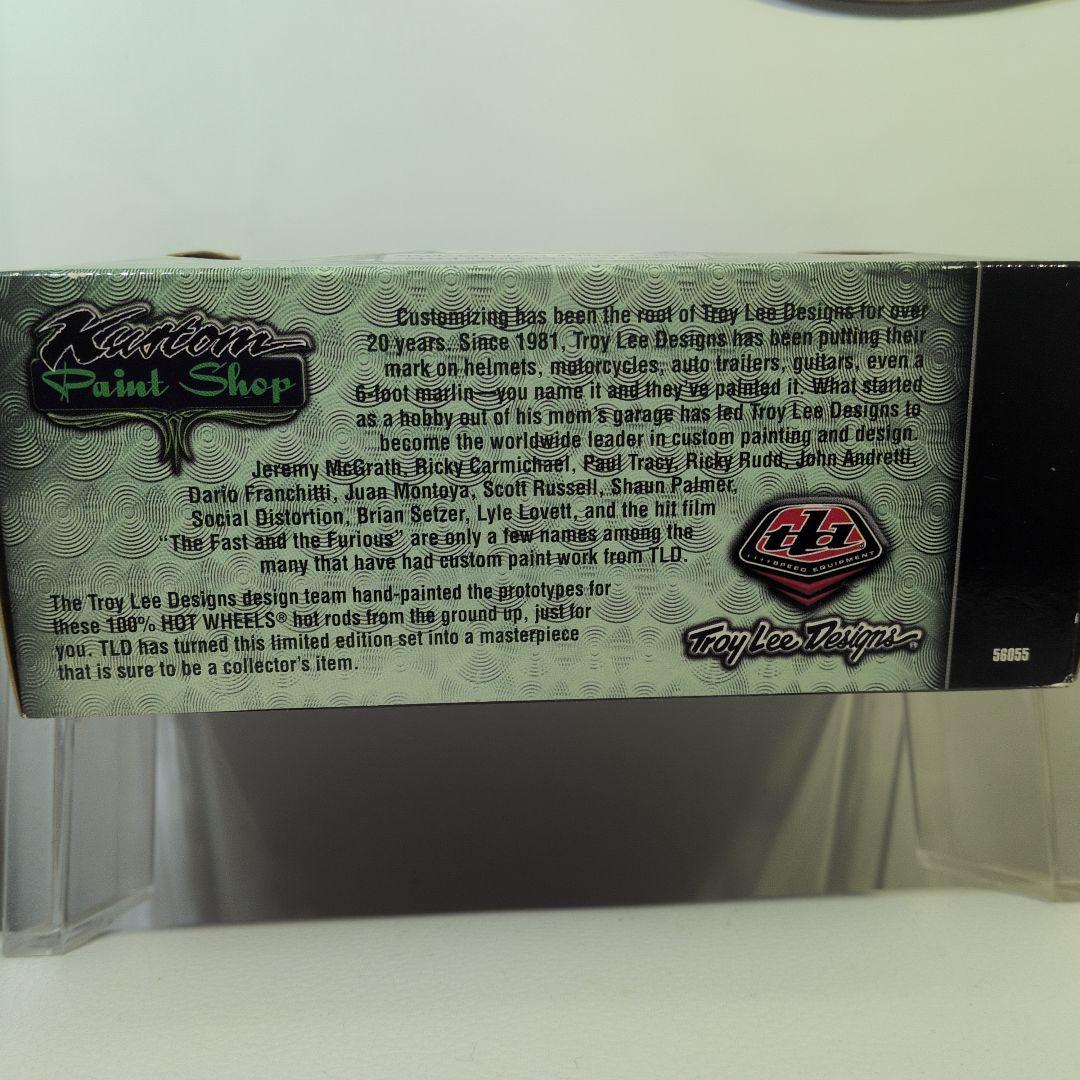 Kustom
Paint Shop
Customizing has been the root of Troy Lee Designs for over
20 years. Since 1981, Troy Lee Designs has been putting their
mark on helmets, motorcycles, auto trailers, guitars, even a
6-foot marlin—you name it and they've painted it. What started
as a hobby out of his mom's garage has led Troy Lee Designs to
become the worldwide leader in custom painting and design.
Jeremy McGrath, Ricky Carmichael, Paul Tracy, Ricky Rudd, John Andretti,
Dario Franchitti, Juan Montoya, Scott Russell, Shaun Palmer,
Social Distortion, Brian Setzer, Lyle Lovett, and the hit film
"The Fast and the Furious" are only a few names among the
many that have had custom paint work from TLD.
The Troy Lee Designs design team hand-painted the prototypes for
these 100% HOT WHEELS® hot rods from the ground up, just for
you. TLD has turned this limited edition set into a masterpiece
that is sure to be a collector's item.
tld
SPEED EQUIPMENT
Troy Lee Designs®
56055